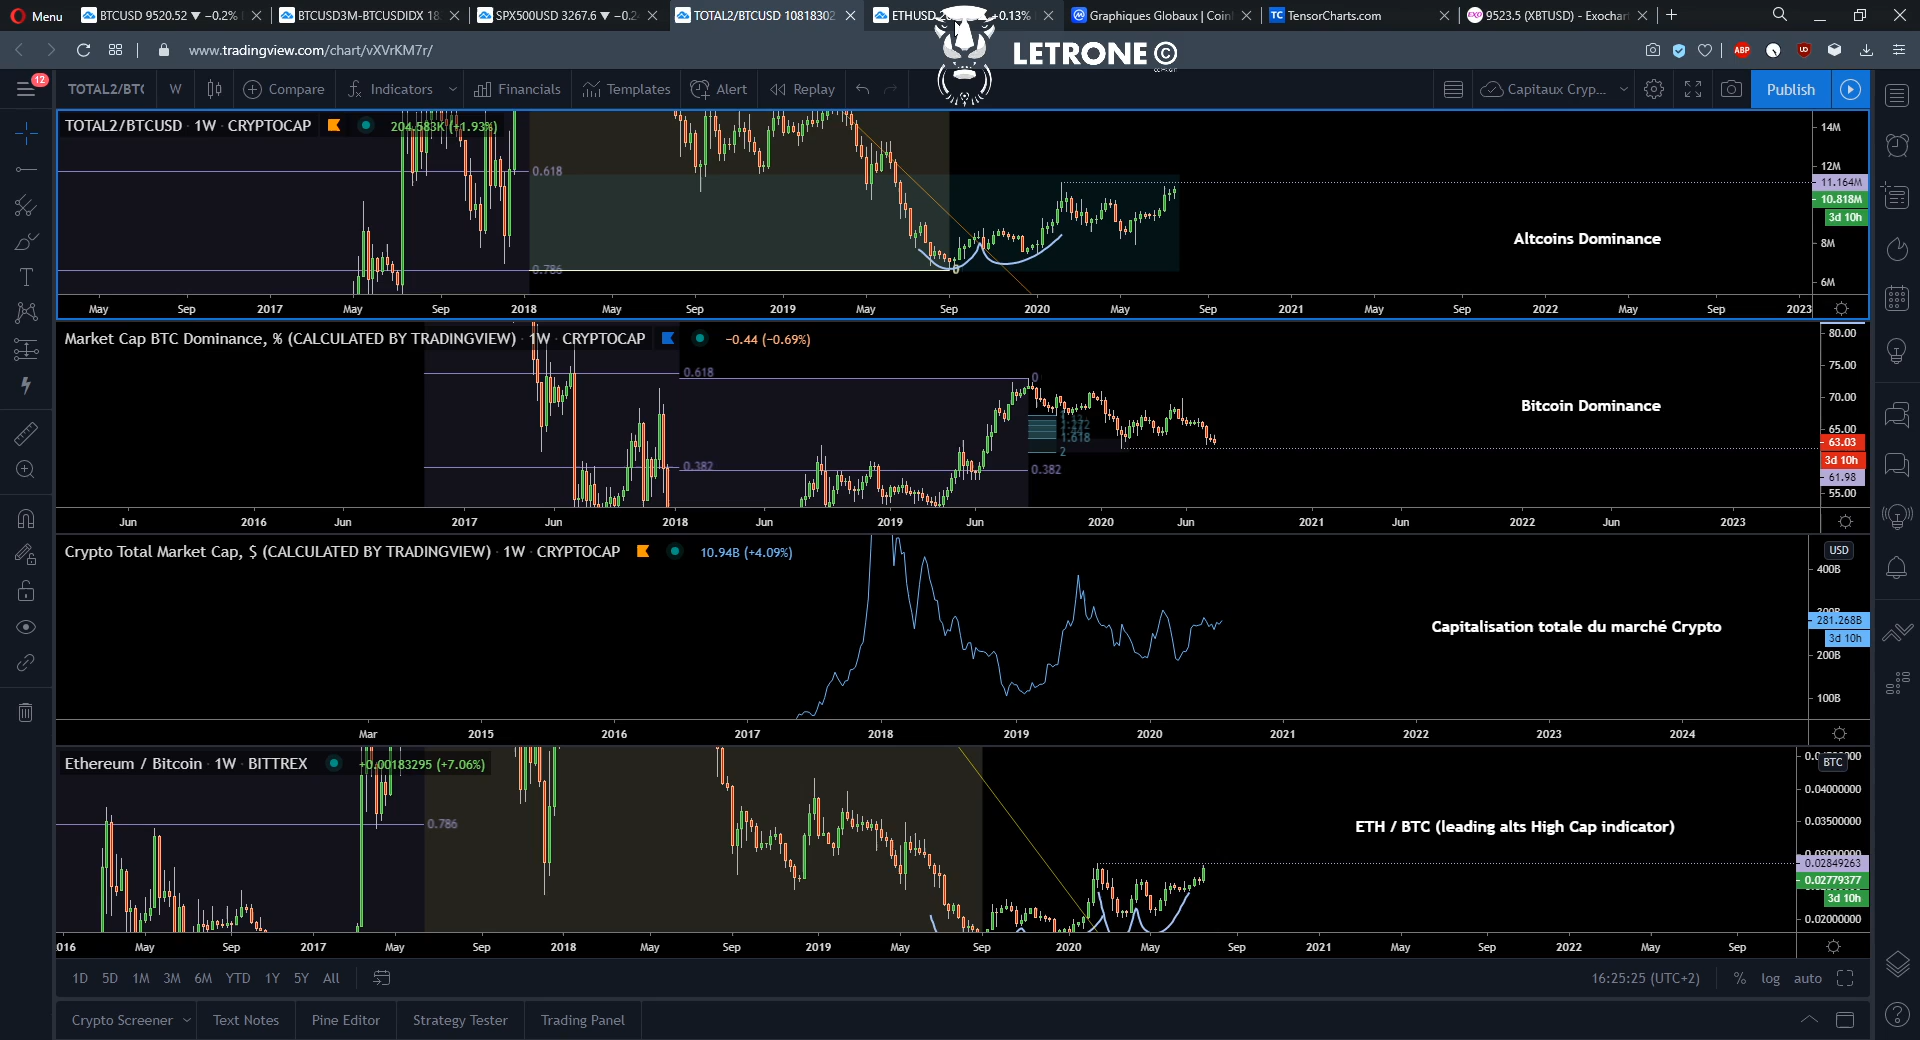 Menu
BTCUSD 9520.52 ▼ −0.2%
BTCUSD3M-BTCUSDIDX 18
SPX500USD 3267.6 ▼ −0.2
TOTAL2/BTCUSD 10818302
ETHUSD +0.13%
Graphiques Globaux | Coin
TensorCharts.com
9523.5 (XBTUSD) - Exochar
www.tradingview.com/chart/vXVrKM7r/
LETRONE ©
12
TOTAL2/BTC
W
Compare
Indicators
Financials
Templates
Alert
Replay
Capitaux Cryp...
Publish
TOTAL2/BTCUSD · 1W · CRYPTOCAP
204.583K (+1.93%)
0.618
0.786
0
Altcoins Dominance
14M
12M
11.164M
10.818M
3d 10h
8M
6M
May Sep 2017 May Sep 2018 May Sep 2019 May Sep 2020 May Sep 2021 May Sep 2022 May Sep 2023
Market Cap BTC Dominance, % (CALCULATED BY TRADINGVIEW) · 1W · CRYPTOCAP
−0.44 (−0.69%)
0.618
0
1.618
2
0.382
0.382
Bitcoin Dominance
80.00
75.00
70.00
65.00
63.03
3d 10h
61.98
55.00
Jun 2016 Jun 2017 Jun 2018 Jun 2019 Jun 2020 Jun 2021 Jun 2022 Jun 2023
Crypto Total Market Cap, $ (CALCULATED BY TRADINGVIEW) · 1W · CRYPTOCAP
10.94B (+4.09%)
Capitalisation totale du marché Crypto
USD
400B
281.268B
3d 10h
200B
100B
Mar 2015 2016 2017 2018 2019 2020 2021 2022 2023 2024
Ethereum / Bitcoin · 1W · BITTREX
+0.00183295 (+7.06%)
0.786
ETH / BTC (leading alts High Cap indicator)
BTC
0.04000000
0.03500000
0.03000000
0.02849263
0.02779377
3d 10h
0.02000000
016 May Sep 2017 May Sep 2018 May Sep 2019 May Sep 2020 May Sep 2021 May Sep 2022 May Sep
1D 5D 1M 3M 6M YTD 1Y 5Y All
16:25:25 (UTC+2)
% log auto
Crypto Screener
Text Notes
Pine Editor
Strategy Tester
Trading Panel